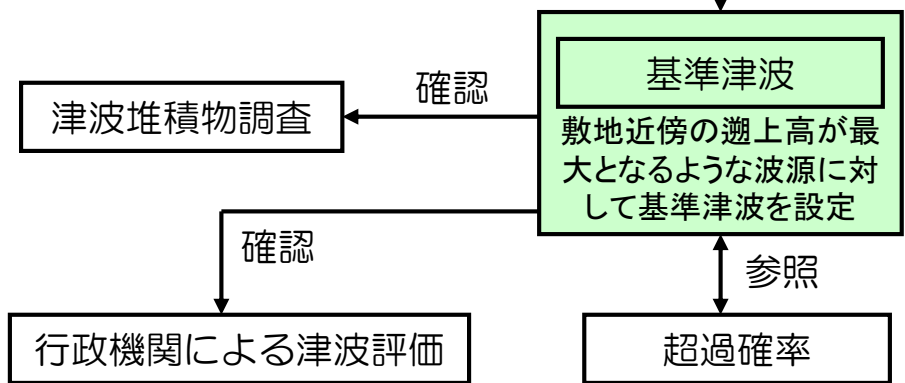 基準津波
確認
津波堆積物調査
敷地近傍の遡上高が最
大となるような波源に対
して基準津波を設定
確認
参照
行政機関による津波評価
超過確率